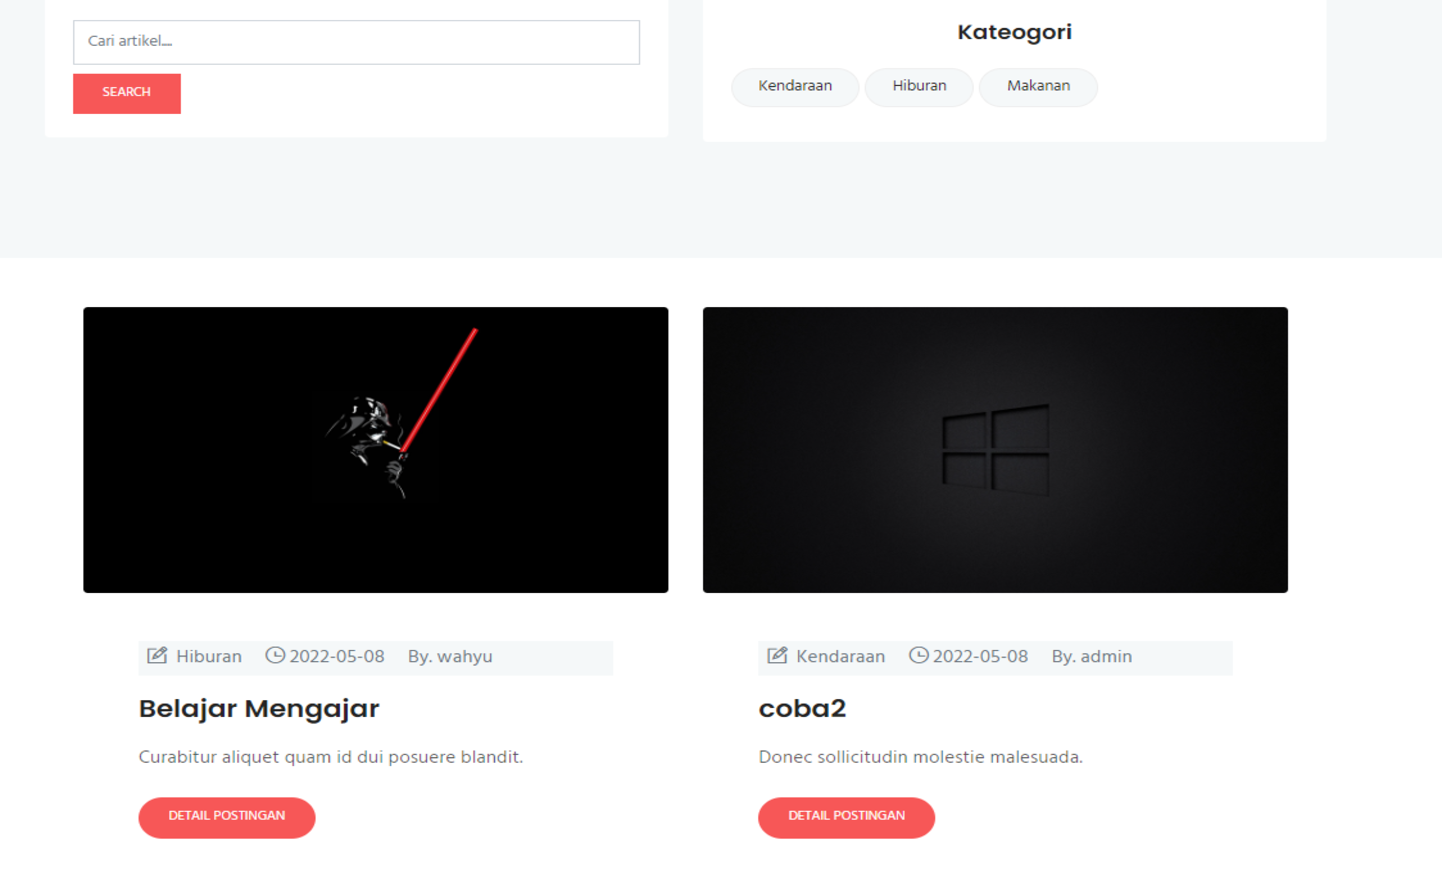 Cari artikel....
SEARCH
Kateogori
Kendaraan Hiburan Makanan
Hiburan 2022-05-08 By. wahyu
Belajar Mengajar
Curabitur aliquet quam id dui posuere blandit.
DETAIL POSTINGAN
Kendaraan 2022-05-08 By. admin
coba2
Donec sollicitudin molestie malesuada.
DETAIL POSTINGAN